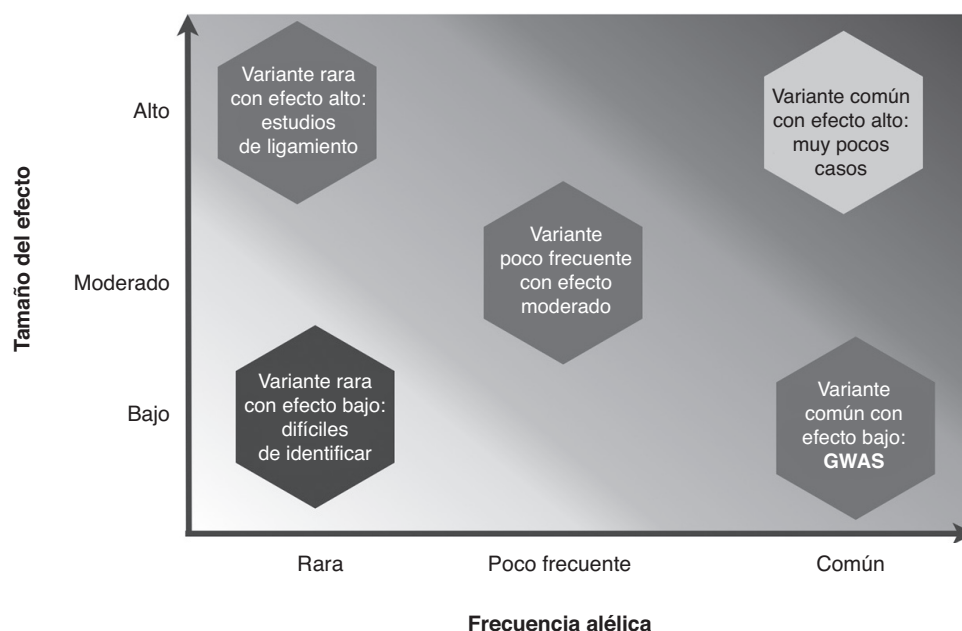 Tamaño del efecto
Alto
Moderado
Bajo
Variante rara
con efecto alto:
estudios
de ligamiento
Variante común
con efecto alto:
muy pocos
casos
Variante
poco frecuente
con efecto
moderado
Variante rara
con efecto bajo:
difíciles
de identificar
Variante
común con
efecto bajo:
GWAS
Rara
Poco frecuente
Común
Frecuencia alélica